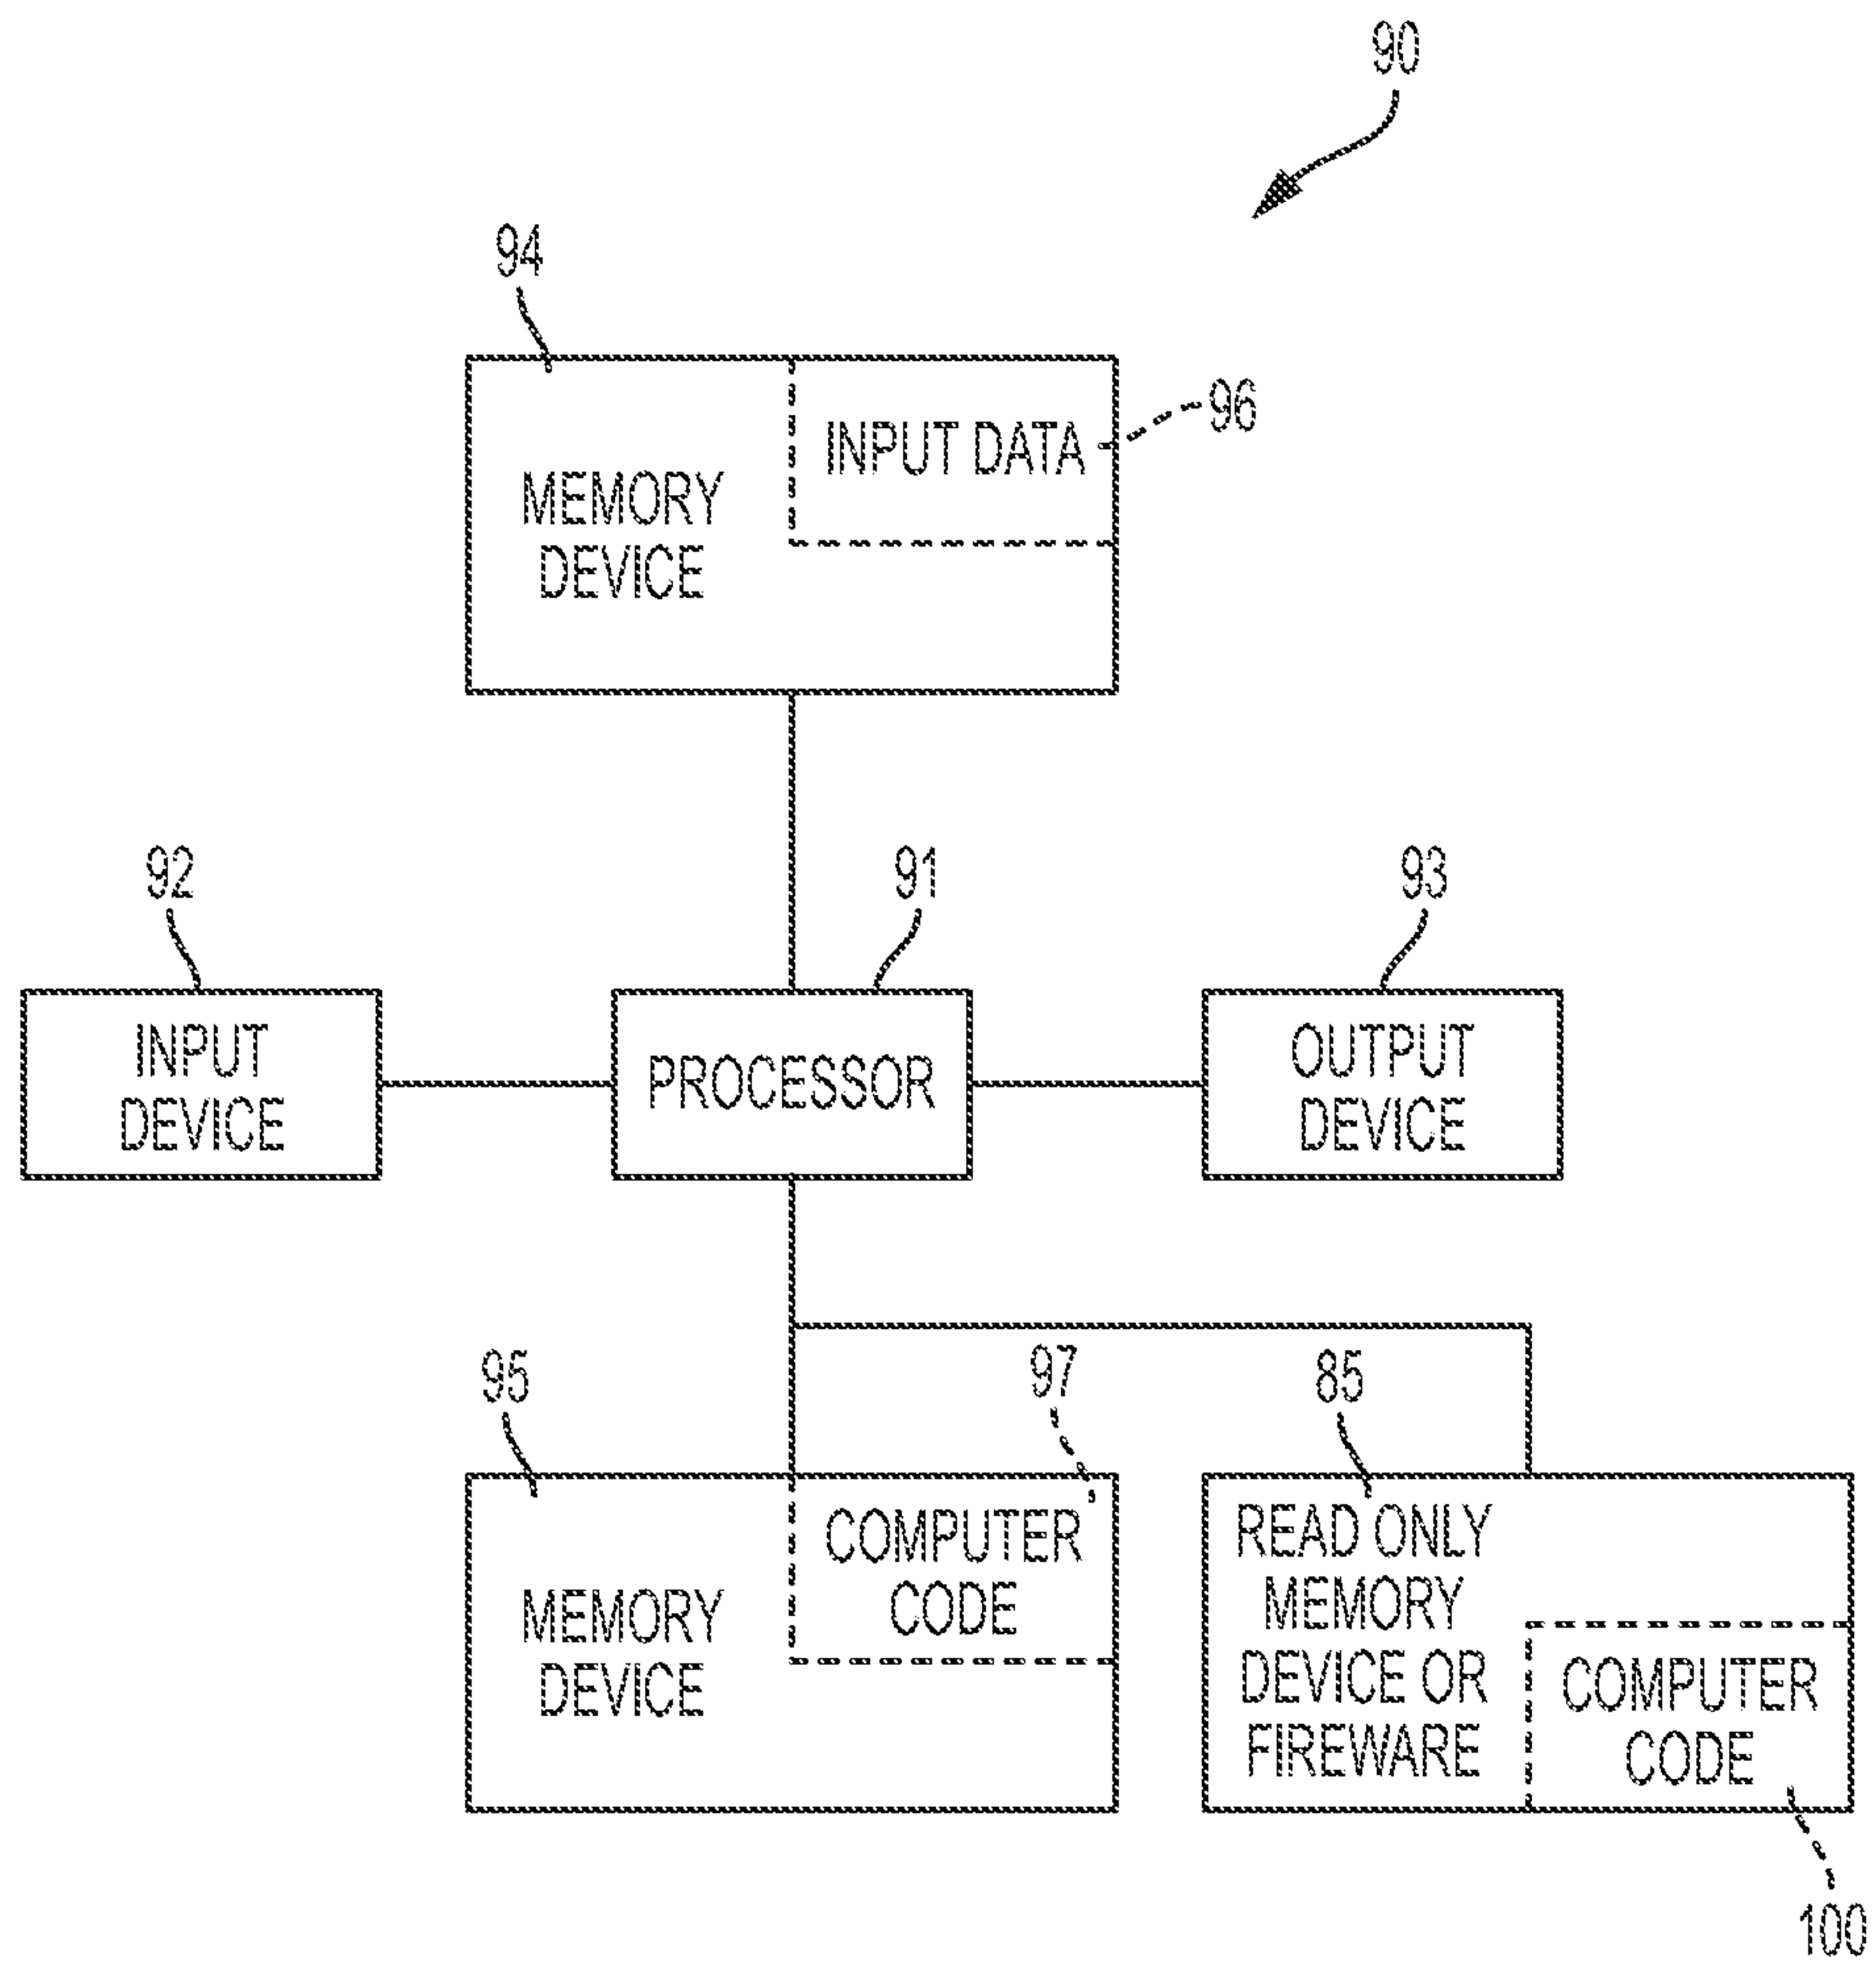 90
94
96
INPUT DATA
MEMORY
DEVICE
92
91
93
INPUT
DEVICE
PROCESSOR
OUTPUT
DEVICE
95
97
85
COMPUTER
CODE
MEMORY
DEVICE
READ ONLY
MEMORY
DEVICE OR
FIREWARE
COMPUTER
CODE
100